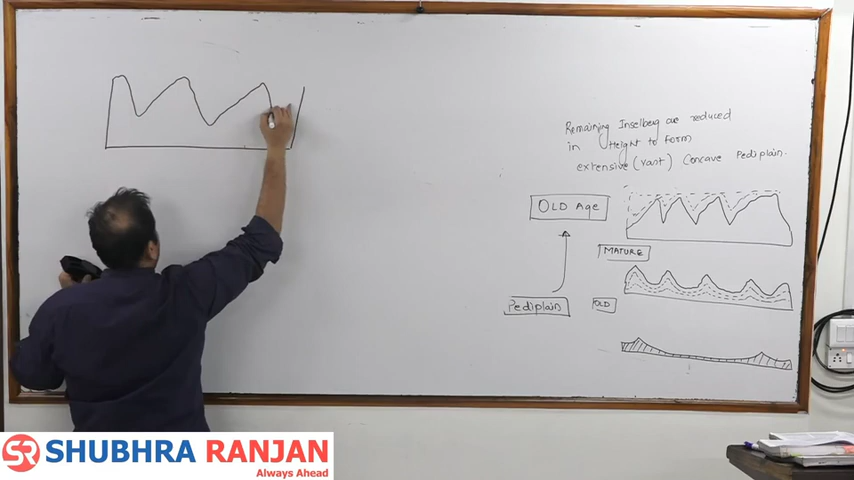 Remaining Inselberg are reduced
in Height to form
extensive (vast) Concave Pediplain.
OLD Age
MATURE
Pediplain
OLD
SR
SHUBHRA RANJAN
Always Ahead